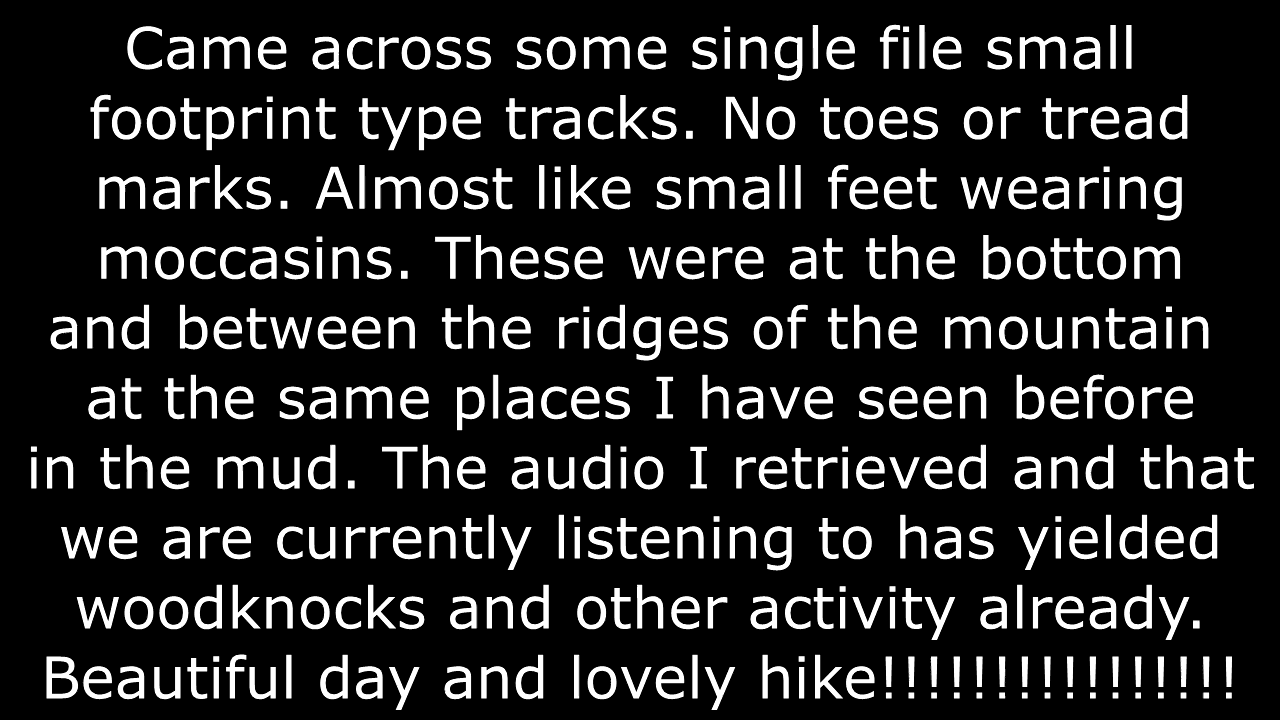 Came across some single file small
footprint type tracks. No toes or tread
marks. Almost like small feet wearing
moccasins. These were at the bottom
and between the ridges of the mountain
at the same places I have seen before
in the mud. The audio I retrieved and that
we are currently listening to has yielded
woodknocks and other activity already.
Beautiful day and lovely hike!!!!!!!!!!!!!!!!